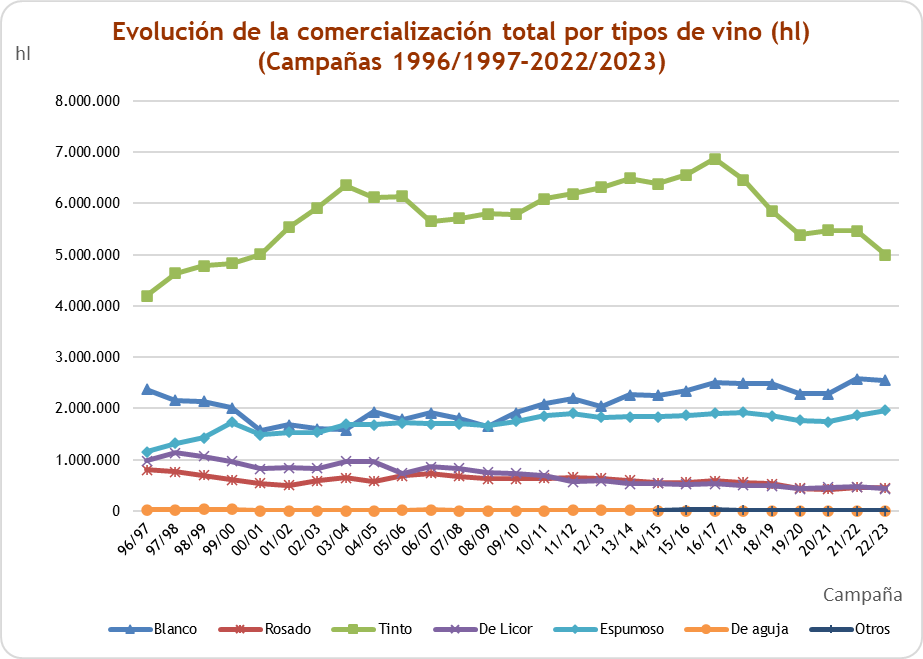 Evolución de la comercialización total por tipos de vino (hl)
(Campañas 1996/1997-2022/2023)
hl
8.000.000
7.000.000
6.000.000
5.000.000
4.000.000
3.000.000
2.000.000
1.000.000
0
96/97 97/98 98/99 99/00 00/01 01/02 02/03 03/04 04/05 05/06 06/07 07/08 08/09 09/10 10/11 11/12 12/13 13/14 14/15 15/16 16/17 17/18 18/19 19/20 20/21 21/22 22/23
Campaña
Blanco Rosado Tinto De Licor Espumoso De aguja Otros